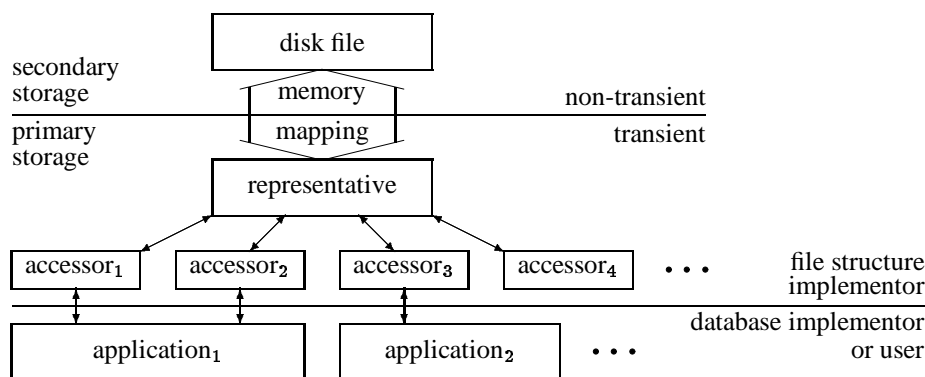 disk file
secondary
storage
memory
non-transient
primary
storage
mapping
transient
representative
accessor₁ accessor₂ accessor₃ accessor₄ • • •
file structure
implementor
application₁ application₂ • • •
database implementor
or user